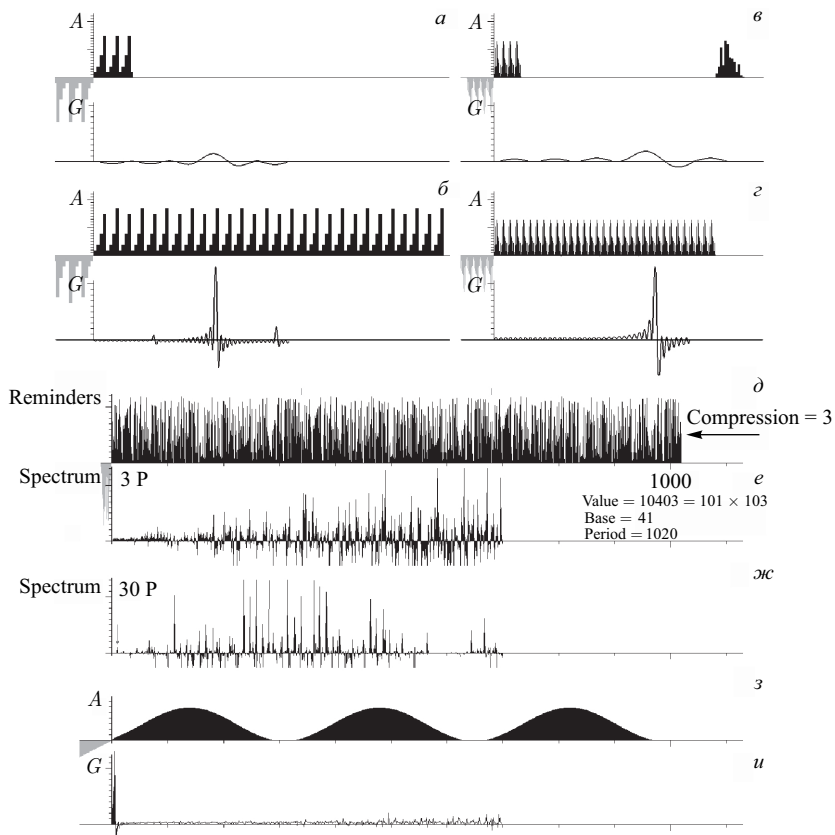 A а
G
A в
G
A б
G
A г
G
Reminders д
Compression = 3
1000
Spectrum 3 P е
Value = 10403 = 101 × 103
Base = 41
Period = 1020
Spectrum 30 P ж
A з
G и